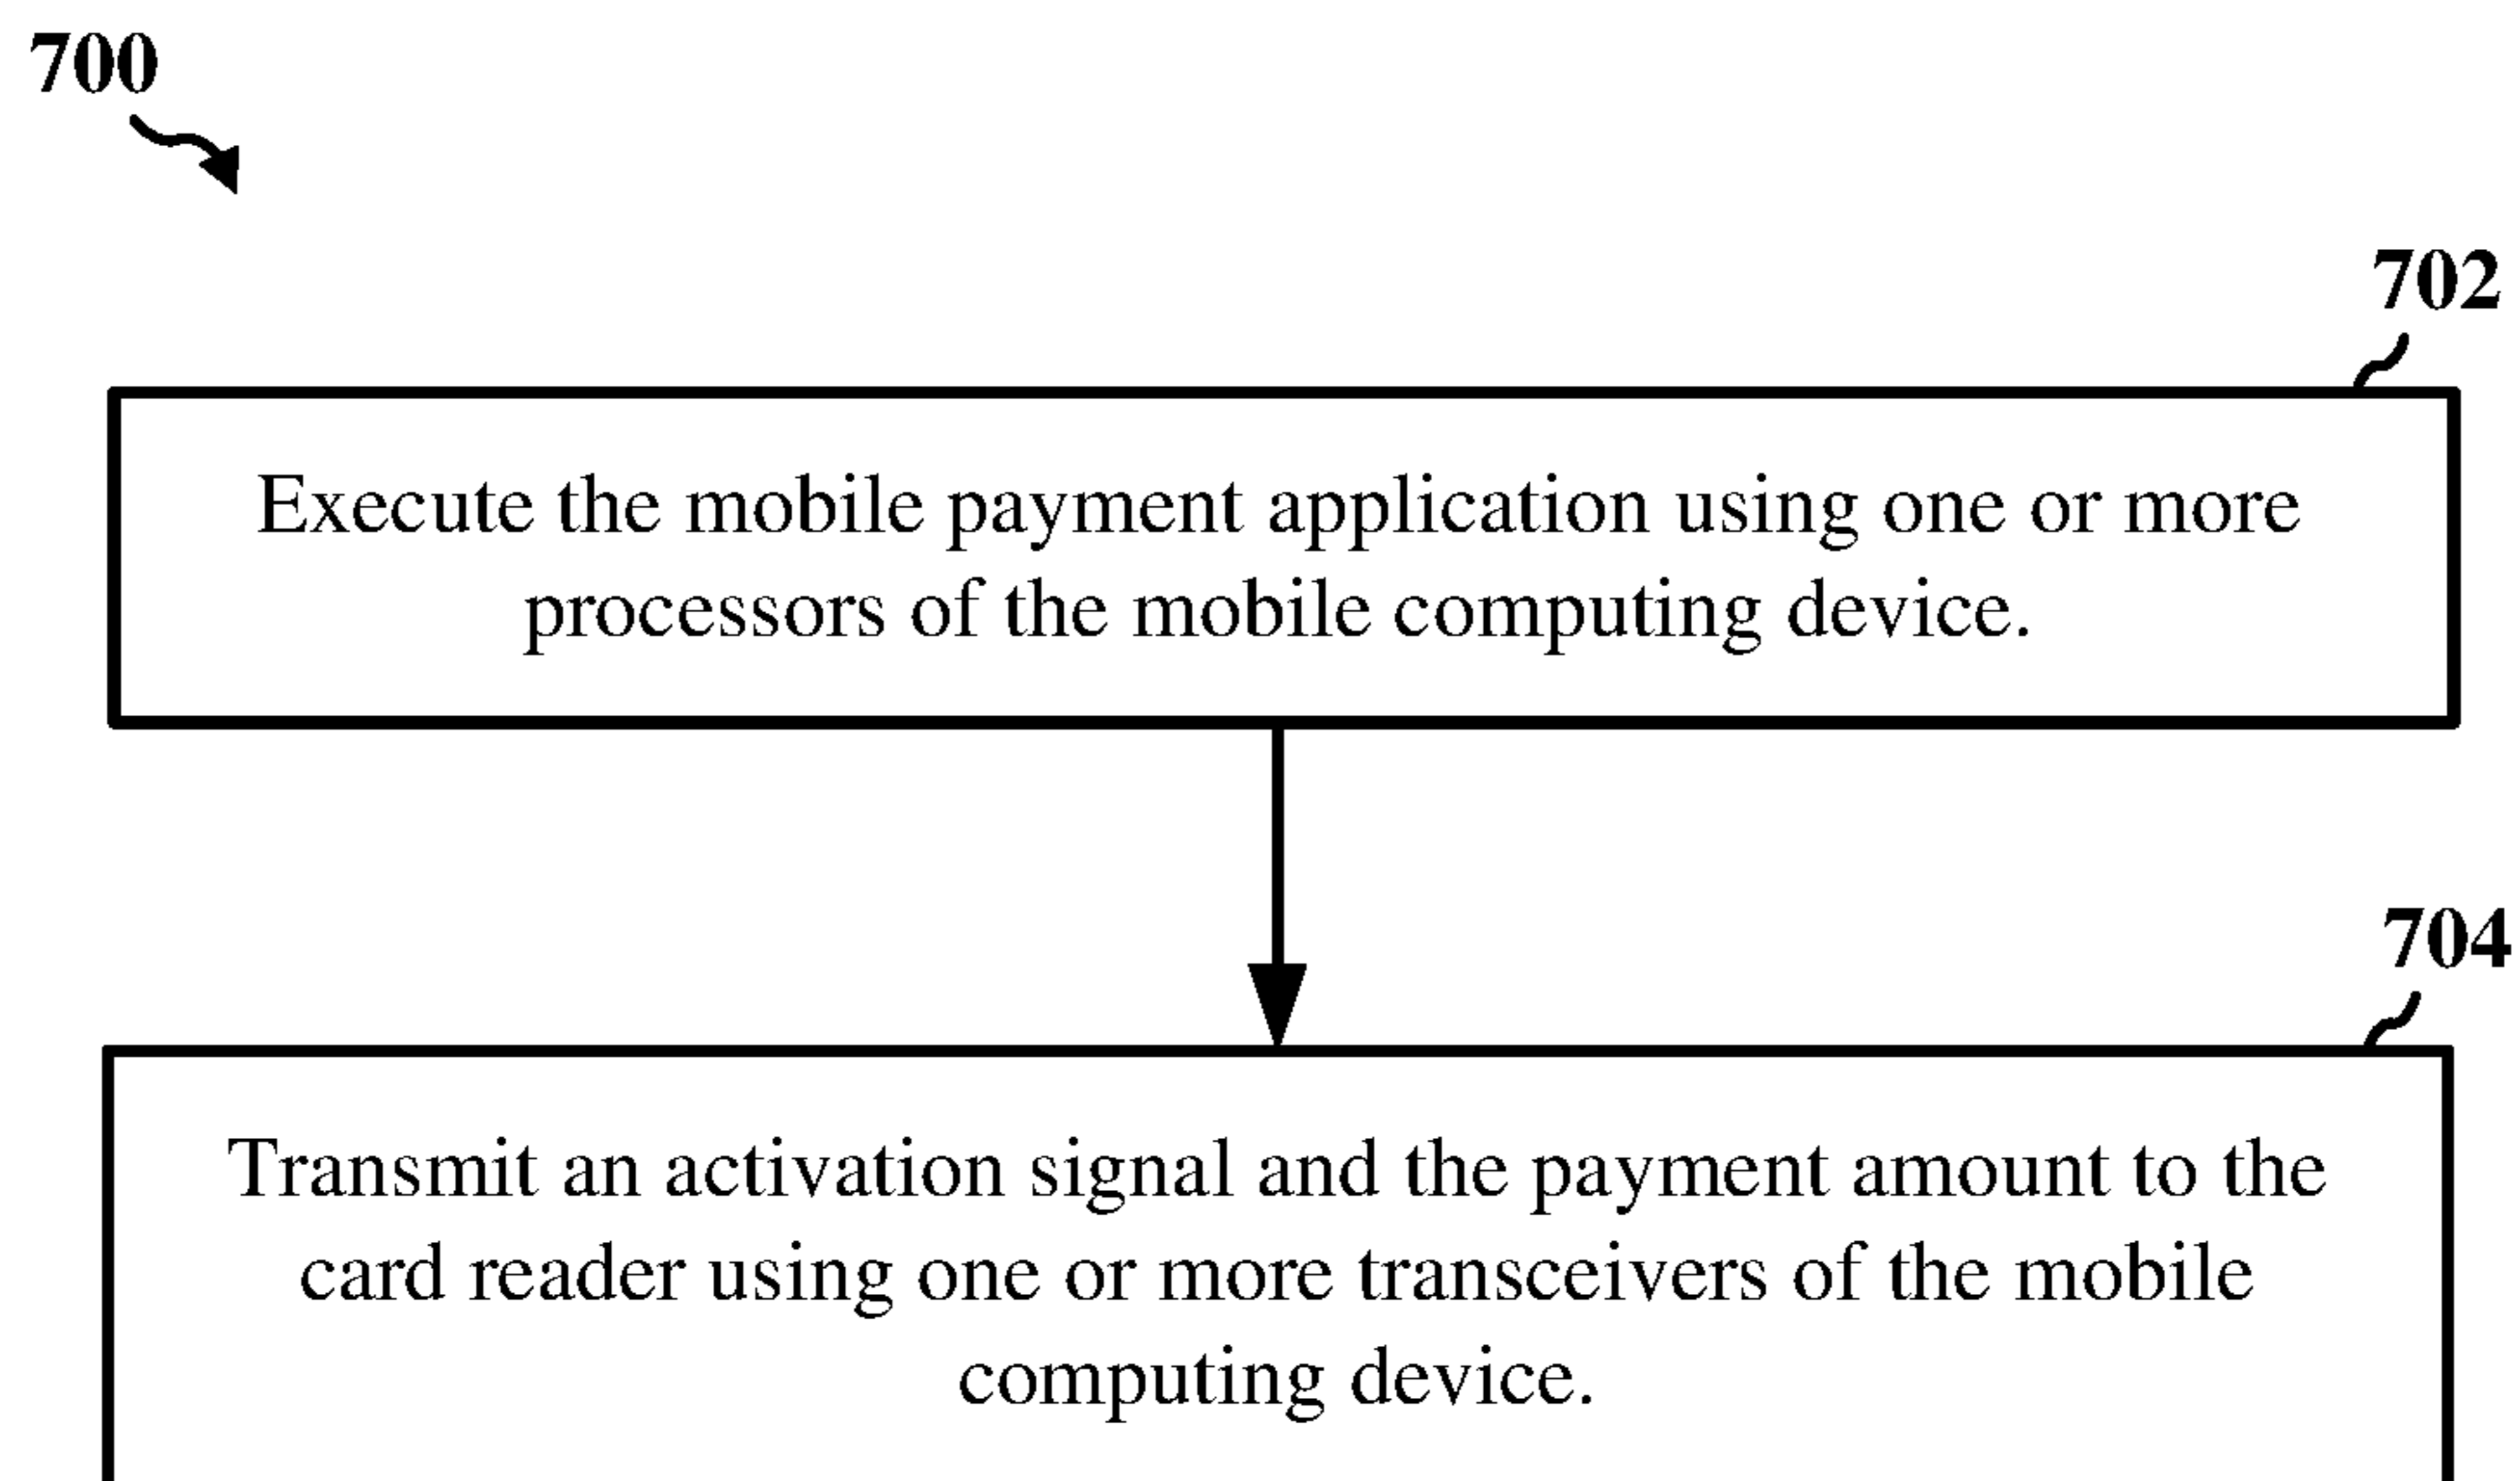 700
702
Execute the mobile payment application using one or more
processors of the mobile computing device.
704
Transmit an activation signal and the payment amount to the
card reader using one or more transceivers of the mobile
computing device.